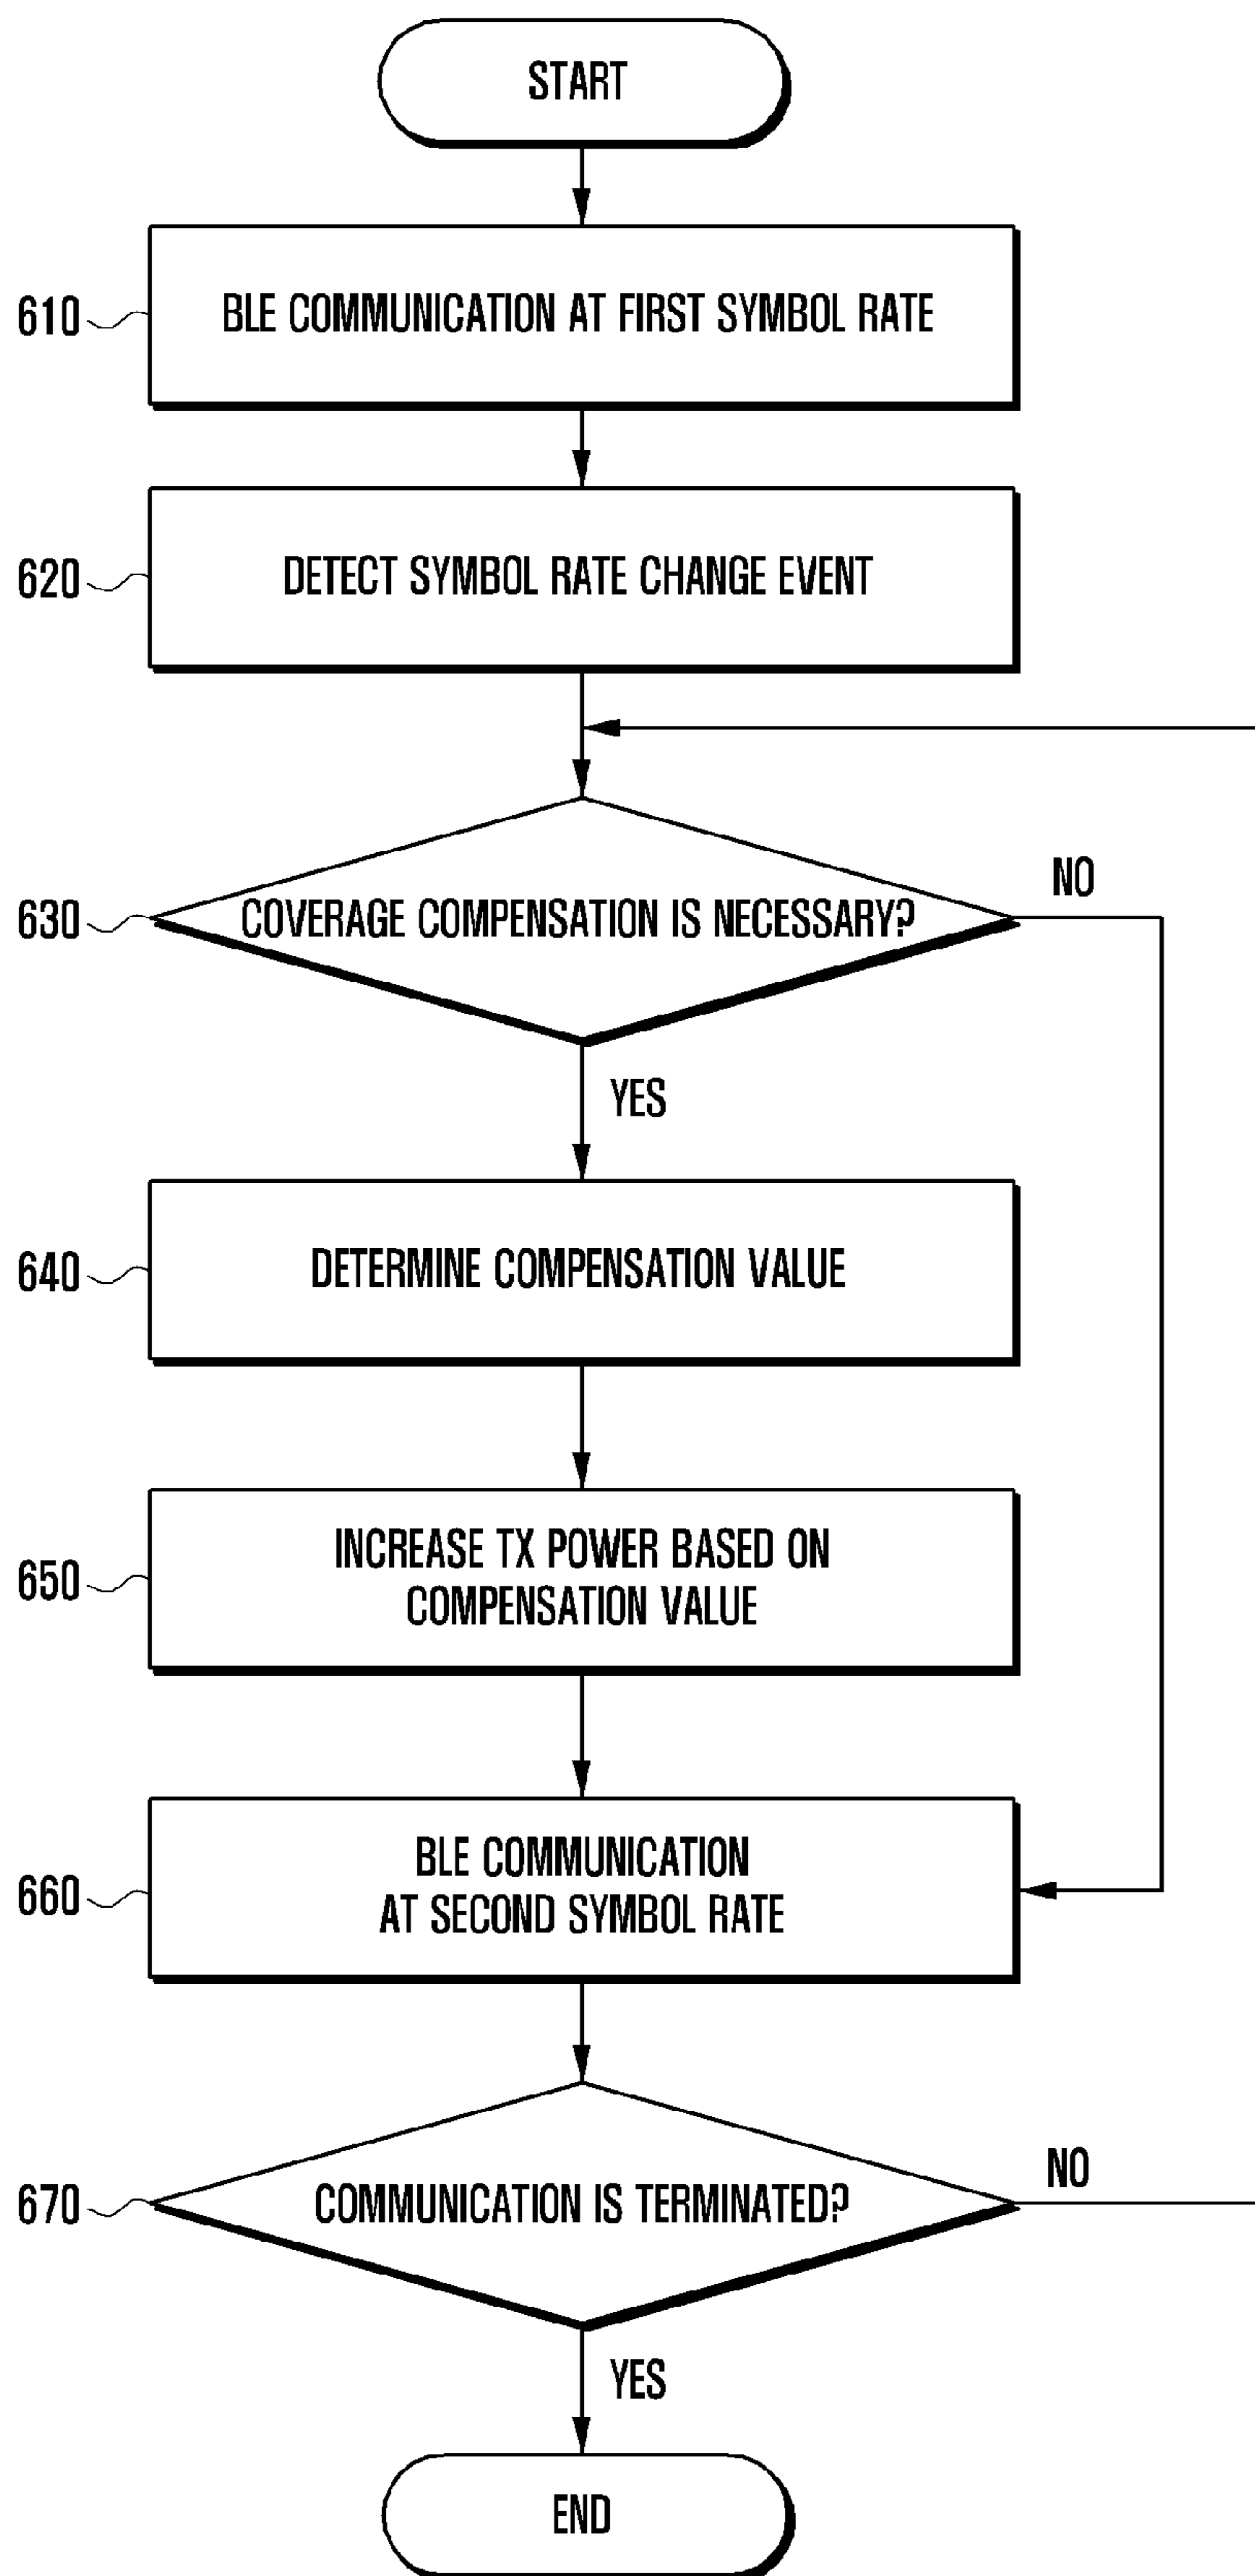 START
610
BLE COMMUNICATION AT FIRST SYMBOL RATE
620
DETECT SYMBOL RATE CHANGE EVENT
630
COVERAGE COMPENSATION IS NECESSARY?
NO
YES
640
DETERMINE COMPENSATION VALUE
650
INCREASE TX POWER BASED ON
COMPENSATION VALUE
660
BLE COMMUNICATION
AT SECOND SYMBOL RATE
670
COMMUNICATION IS TERMINATED?
NO
YES
END